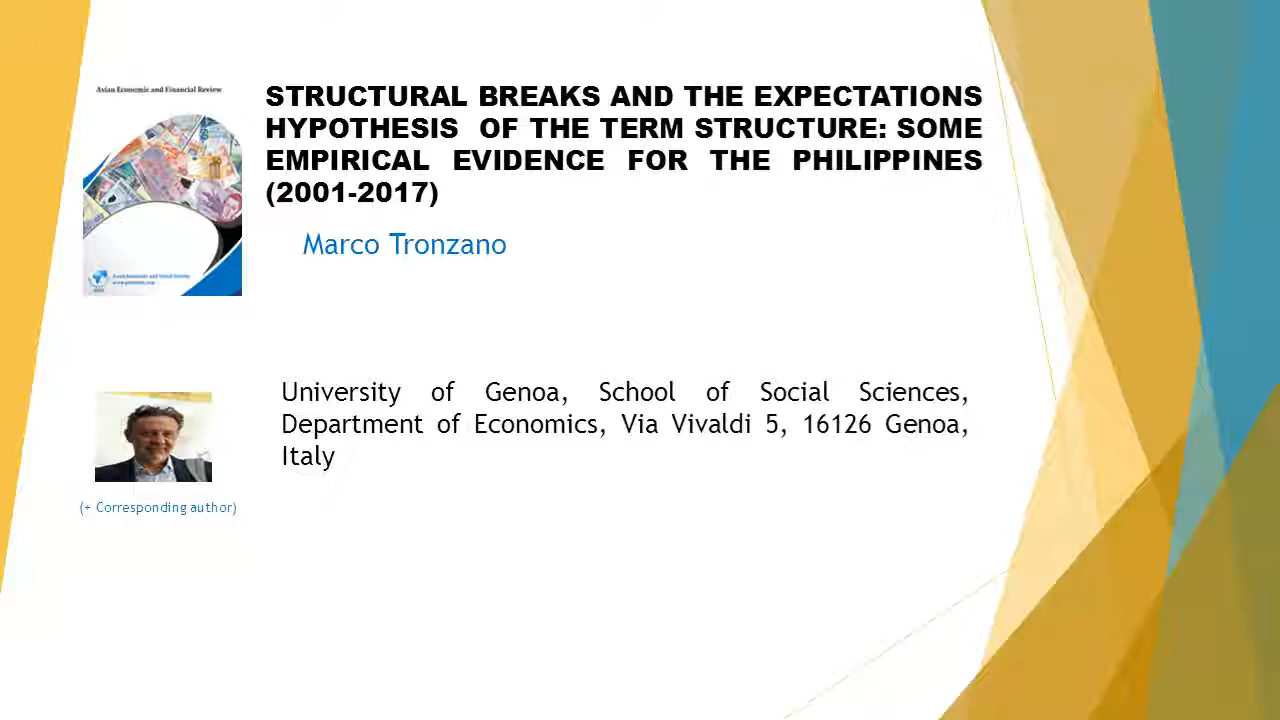 Asian Economic and Financial Review
STRUCTURAL BREAKS AND THE EXPECTATIONS
HYPOTHESIS OF THE TERM STRUCTURE: SOME
EMPIRICAL EVIDENCE FOR THE PHILIPPINES
(2001-2017)
Marco Tronzano
University of Genoa, School of Social Sciences,
Department of Economics, Via Vivaldi 5, 16126 Genoa,
Italy
(+ Corresponding author)